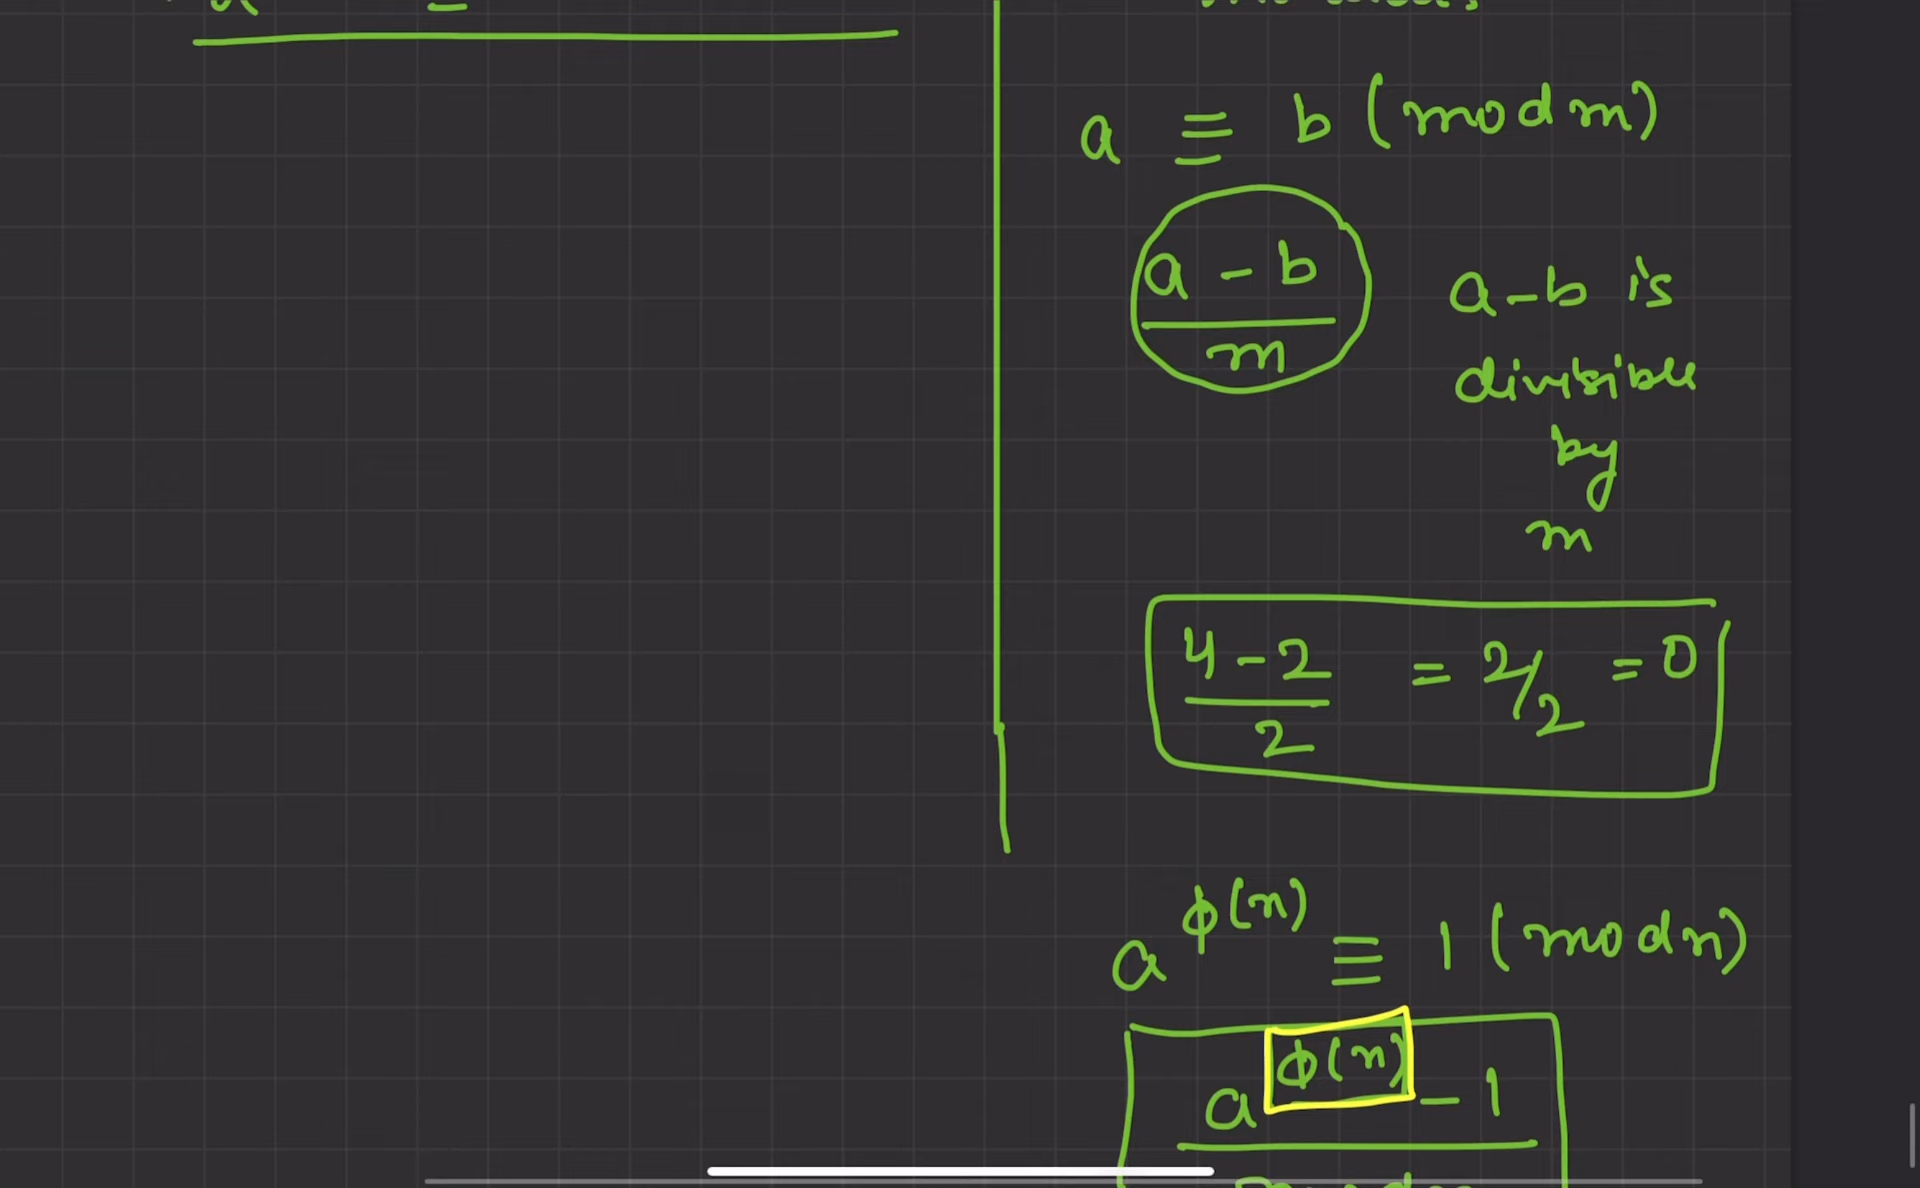 a ≡ b (mod m)
a - b
m
a - b is
divisible
by
m
4 - 2 / 2 = 2/2 = 0
a^ϕ(n) ≡ 1 (mod n)
a^ϕ(n) - 1